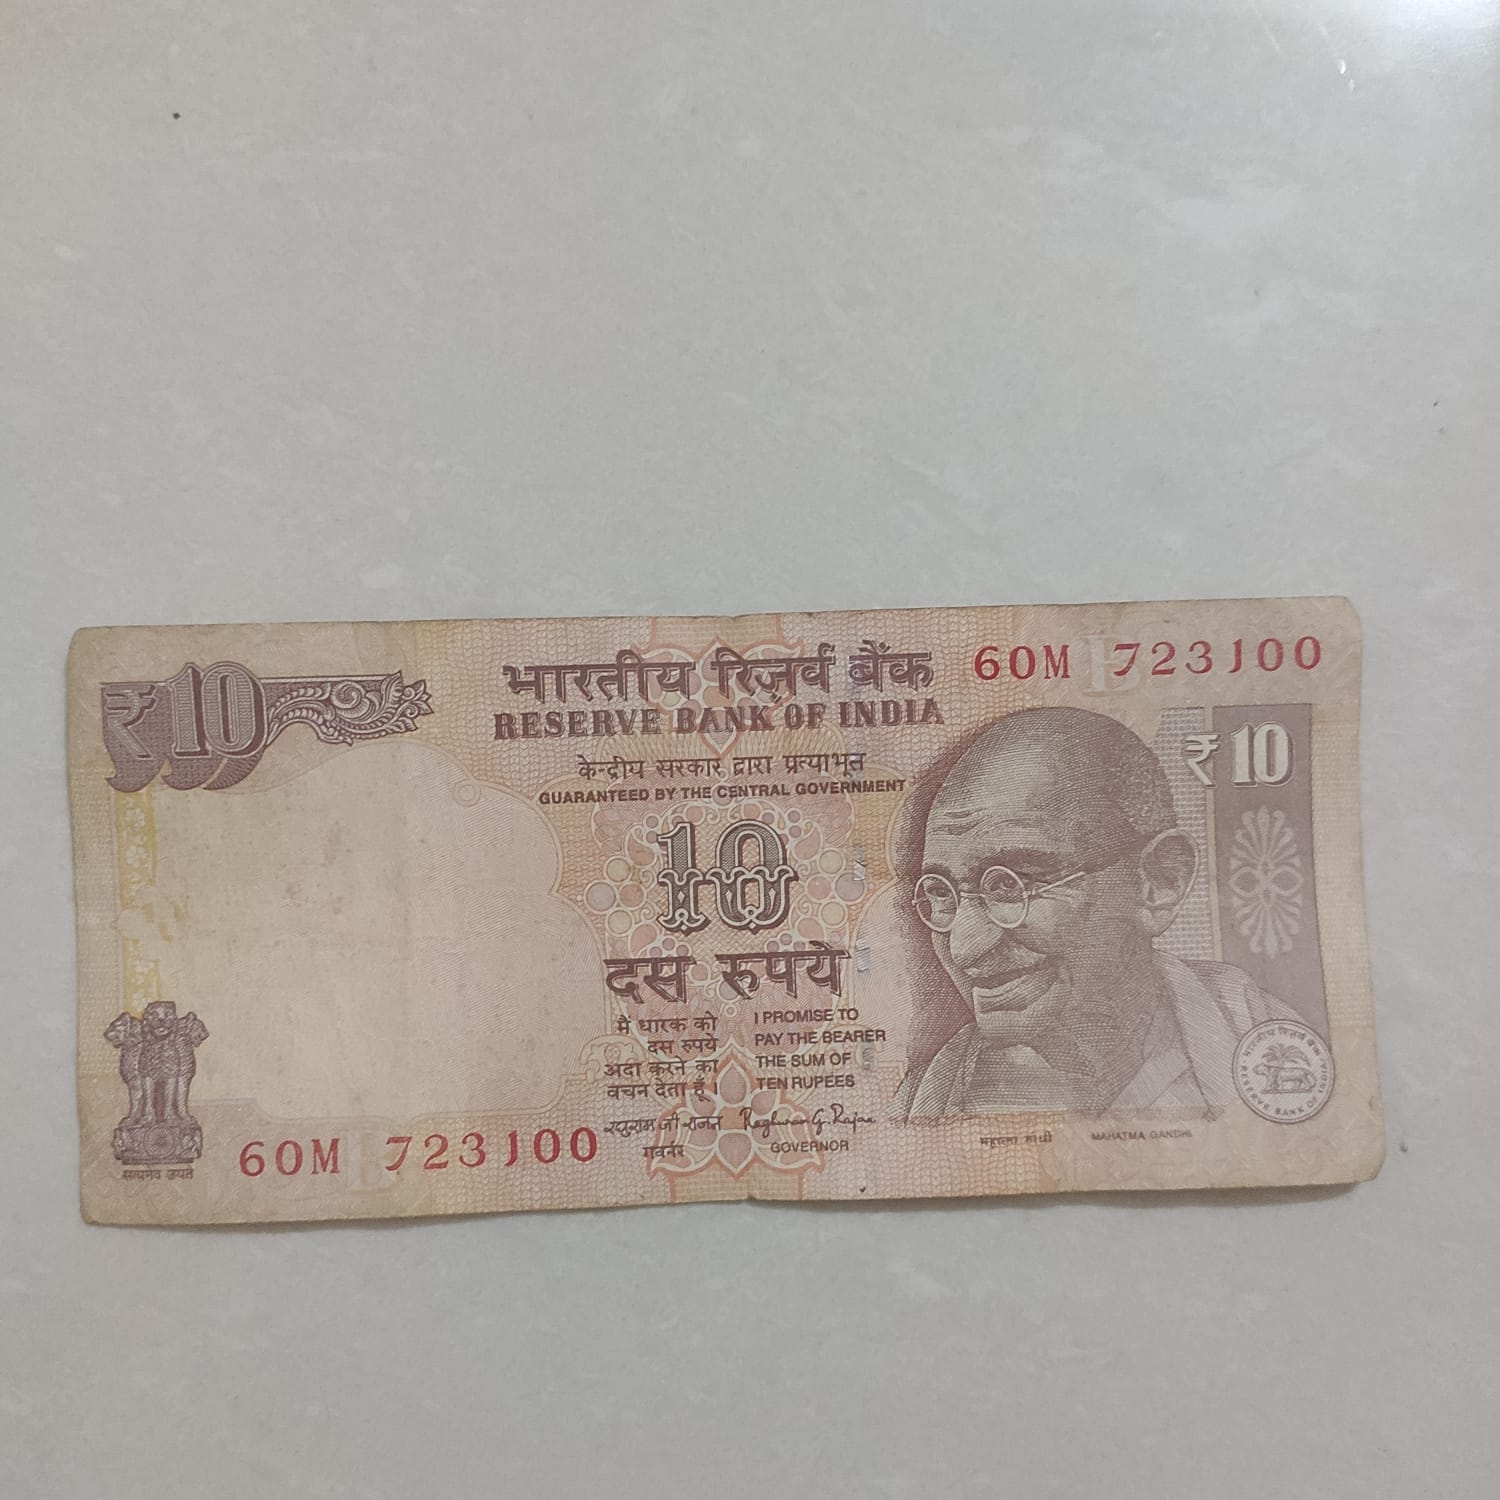 ₹10
भारतीय रिज़र्व बैंक
60M 723100
RESERVE BANK OF INDIA
केन्द्रीय सरकार द्वारा प्रत्याभूत
GUARANTEED BY THE CENTRAL GOVERNMENT
₹10
10
दस रुपये
मैं धारक को
दस रुपये
अदा करने का
वचन देता हूँ।
I PROMISE TO
PAY THE BEARER
THE SUM OF
TEN RUPEES
रघुराम जी राजन
Raghuram G. Rajan
गवर्नर
GOVERNOR
60M 723100
सत्यमेव जयते
महात्मा गांधी
MAHATMA GANDHI
भारतीय रिज़र्व बैंक
RESERVE BANK OF INDIA